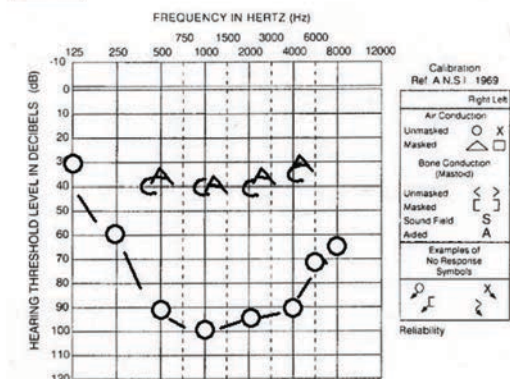 FREQUENCY IN HERTZ (Hz)
750 1500 3000 6000
125 250 500 1000 2000 4000 8000 12000
HEARING THRESHOLD LEVEL IN DECIBELS (dB)
-10
0
10
20
30
40
50
60
70
80
90
100
110
120
C A C A C A C A
Calibration
Ref. A.N.S.I. 1969
Right Left
Air Conduction
Unmasked O X
Masked △ □
Bone Conduction
(Mastoid)
Unmasked < >
Masked [ ]
Sound Field S
Aided A
Examples of
No Response
Symbols
Reliability